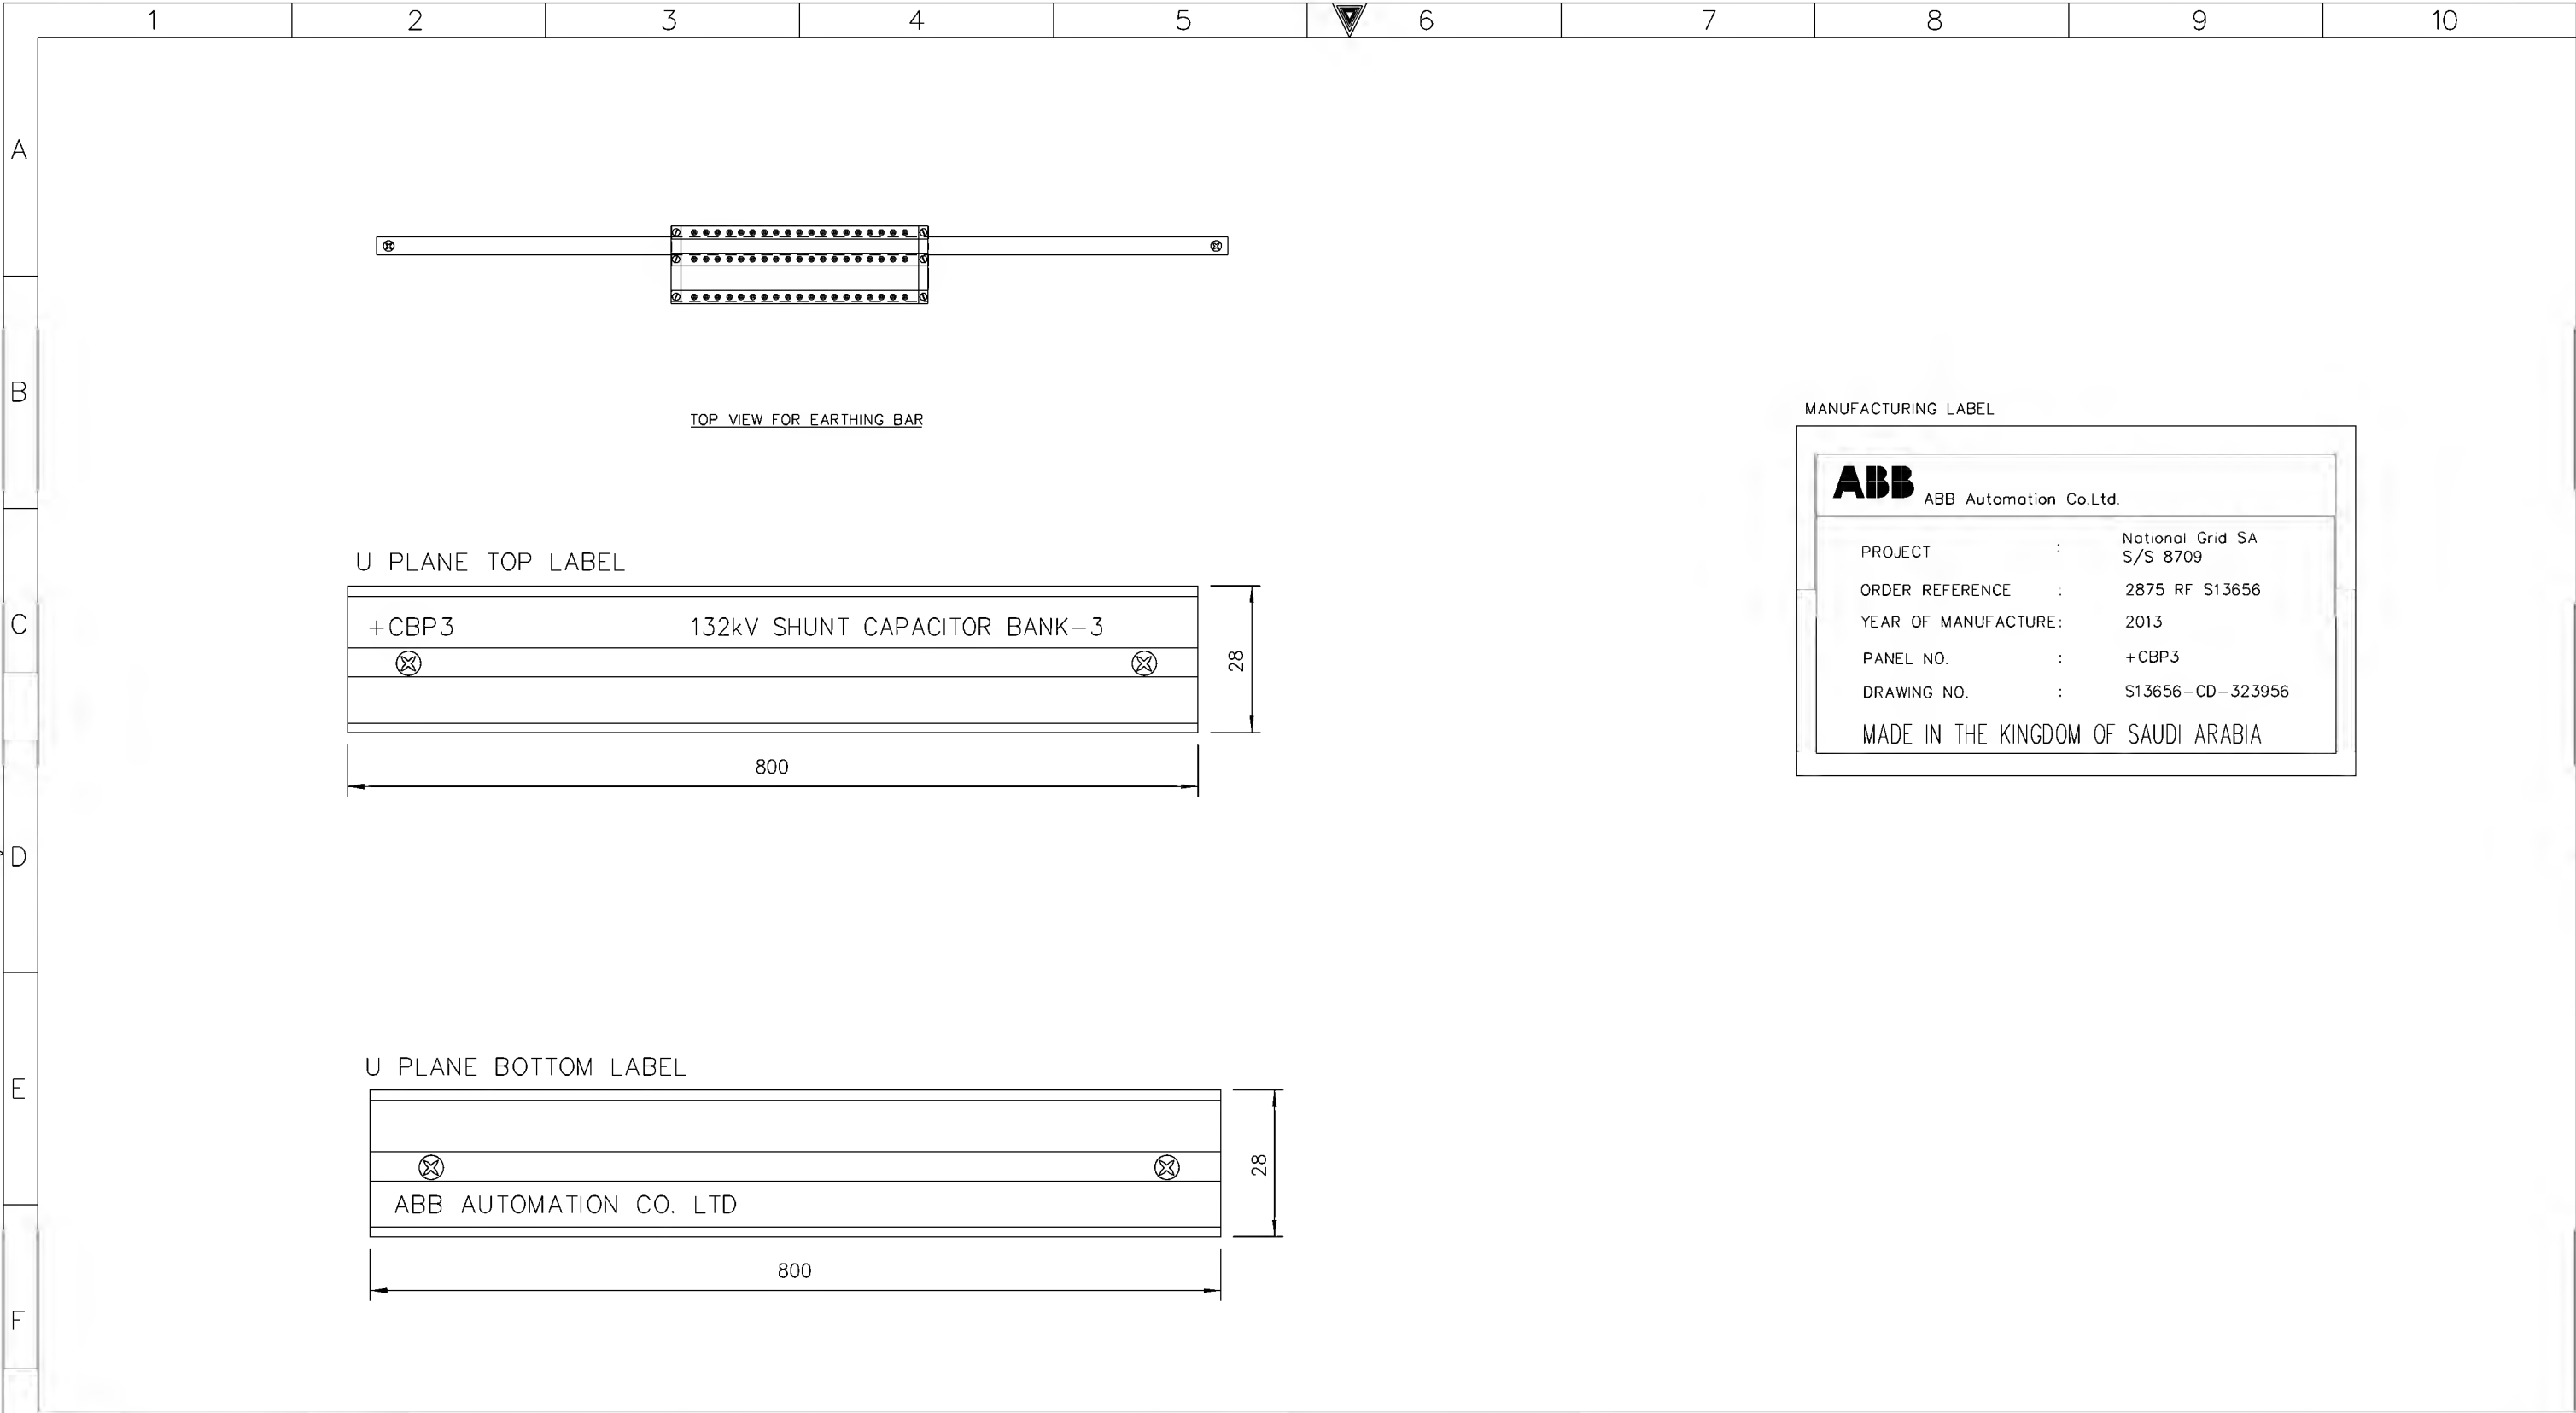 1 2 3 4 5 6 7 8 9 10
A
B
C
D
E
F
TOP VIEW FOR EARTHING BAR
U PLANE TOP LABEL
+CBP3 132kV SHUNT CAPACITOR BANK-3
28
800
U PLANE BOTTOM LABEL
ABB AUTOMATION CO. LTD
28
800
MANUFACTURING LABEL
ABB ABB Automation Co.Ltd.
PROJECT : National Grid SA
S/S 8709
ORDER REFERENCE : 2875 RF S13656
YEAR OF MANUFACTURE: 2013
PANEL NO. : +CBP3
DRAWING NO. : S13656-CD-323956
MADE IN THE KINGDOM OF SAUDI ARABIA